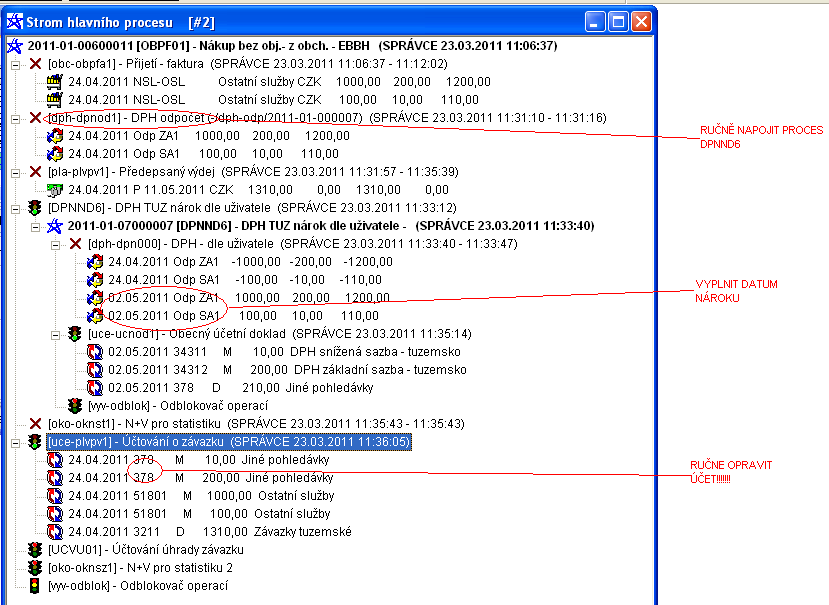 Strom hlavního procesu [#2]
2011-01-00600011 [OBPF01] - Nákup bez obj.- z obch. - EBBH (SPRÁVCE 23.03.2011 11:06:37)
[obc-obpfa1] - Přijetí - faktura (SPRÁVCE 23.03.2011 11:06:37 - 11:12:02)
24.04.2011 NSL-OSL Ostatní služby CZK 1000,00 200,00 1200,00
24.04.2011 NSL-OSL Ostatní služby CZK 100,00 10,00 110,00
[dph-dpnod1] - DPH odpočet (-/dph-odp/2011-01-000007) (SPRÁVCE 23.03.2011 11:31:10 - 11:31:16)
RUČNĚ NAPOJIT PROCES
DPNND6
24.04.2011 Odp ZA1 1000,00 200,00 1200,00
24.04.2011 Odp SA1 100,00 10,00 110,00
[pla-plvpv1] - Předepsaný výdej (SPRÁVCE 23.03.2011 11:31:57 - 11:35:39)
24.04.2011 P 11.05.2011 CZK 1310,00 0,00 1310,00 0,00
[DPNND6] - DPH TUZ nárok dle uživatele (SPRÁVCE 23.03.2011 11:33:12)
2011-01-07000007 [DPNND6] - DPH TUZ nárok dle uživatele - (SPRÁVCE 23.03.2011 11:33:40)
[dph-dpn000] - DPH - dle uživatele (SPRÁVCE 23.03.2011 11:33:40 - 11:33:47)
24.04.2011 Odp ZA1 -1000,00 -200,00 -1200,00
24.04.2011 Odp SA1 -100,00 -10,00 -110,00
02.05.2011 Odp ZA1 1000,00 200,00 1200,00
02.05.2011 Odp SA1 100,00 10,00 110,00
VYPLNIT DATUM
NÁROKU
[uce-ucnod1] - Obecný účetní doklad (SPRÁVCE 23.03.2011 11:35:14)
02.05.2011 34311 M 10,00 DPH snížená sazba - tuzemsko
02.05.2011 34312 M 200,00 DPH základní sazba - tuzemsko
02.05.2011 378 D 210,00 Jiné pohledávky
[vyv-odblok] - Odblokovač operací
[oko-oknst1] - N+V pro statistiku (SPRÁVCE 23.03.2011 11:35:43 - 11:35:43)
[uce-plvpv1] - Účtování o závazku (SPRÁVCE 23.03.2011 11:36:05)
24.04.2011 378 M 10,00 Jiné pohledávky
24.04.2011 378 M 200,00 Jiné pohledávky
RUČNE OPRAVIT
ÚČET!!!!!!!
24.04.2011 51801 M 1000,00 Ostatní služby
24.04.2011 51801 M 100,00 Ostatní služby
24.04.2011 3211 D 1310,00 Závazky tuzemské
[UCVU01] - Účtování úhrady závazku
[oko-oknsz1] - N+V pro statistiku 2
[vyv-odblok] - Odblokovač operací